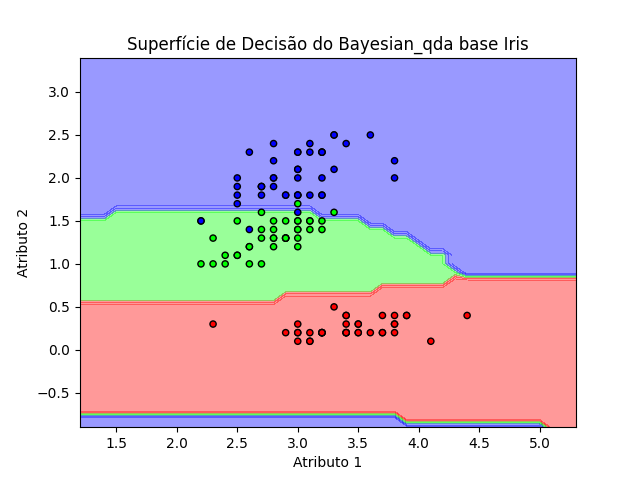 Superfície de Decisão do Bayesian_qda base Iris
Atributo 2
3.0
2.5
2.0
1.5
1.0
0.5
0.0
−0.5
1.5 2.0 2.5 3.0 3.5 4.0 4.5 5.0
Atributo 1